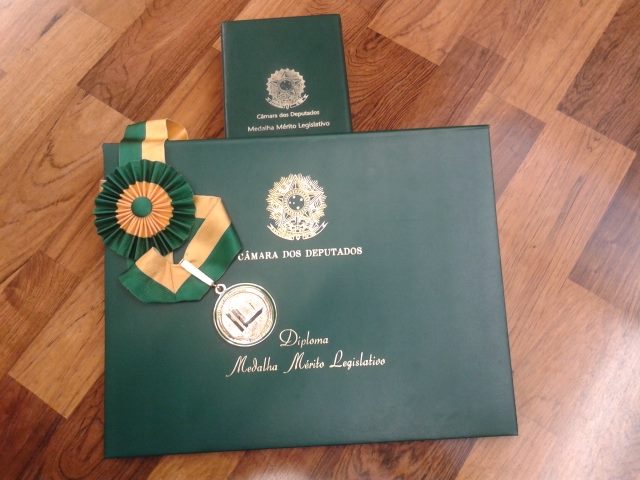 Câmara dos Deputados
Medalha Mérito Legislativo
CÂMARA DOS DEPUTADOS
Diploma
Medalha Mérito Legislativo